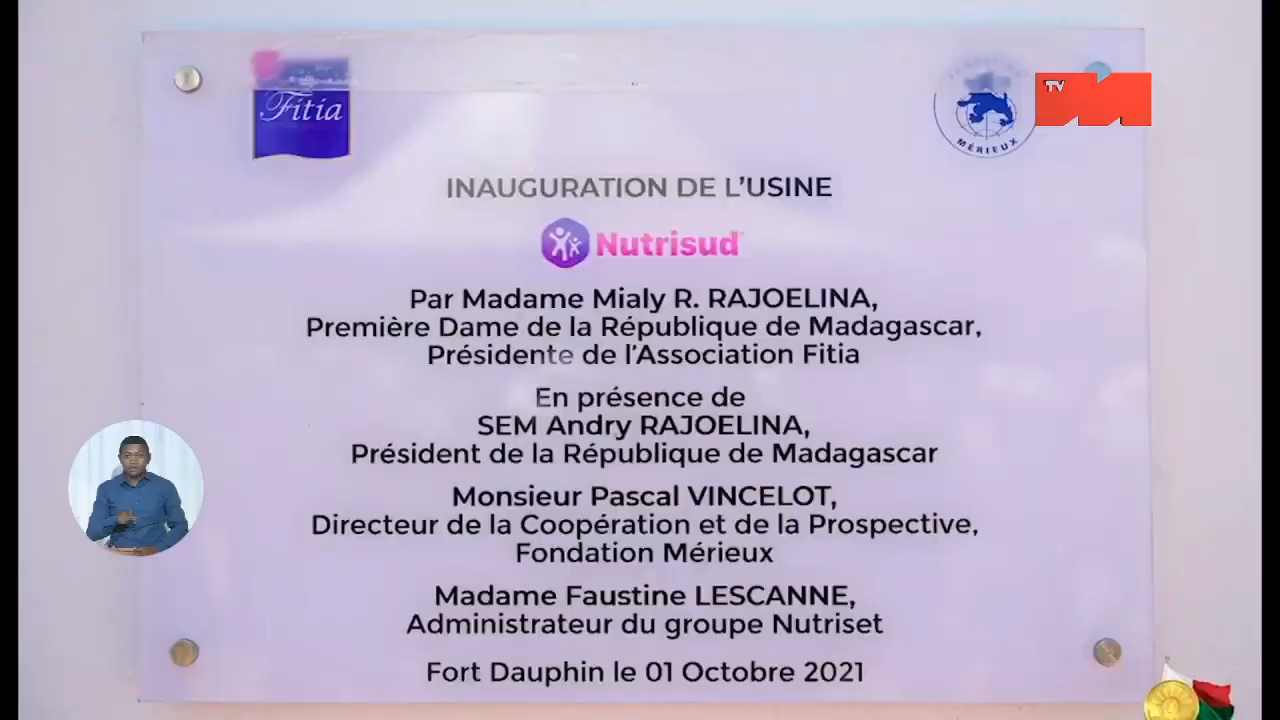 Fitia
MÉRIEUX
TV
INAUGURATION DE L'USINE
Nutrisud
Par Madame Mialy R. RAJOELINA,
Première Dame de la République de Madagascar,
Présidente de l'Association Fitia
En présence de
SEM Andry RAJOELINA,
Président de la République de Madagascar
Monsieur Pascal VINCELOT,
Directeur de la Coopération et de la Prospective,
Fondation Mérieux
Madame Faustine LESCANNE,
Administrateur du groupe Nutriset
Fort Dauphin le 01 Octobre 2021